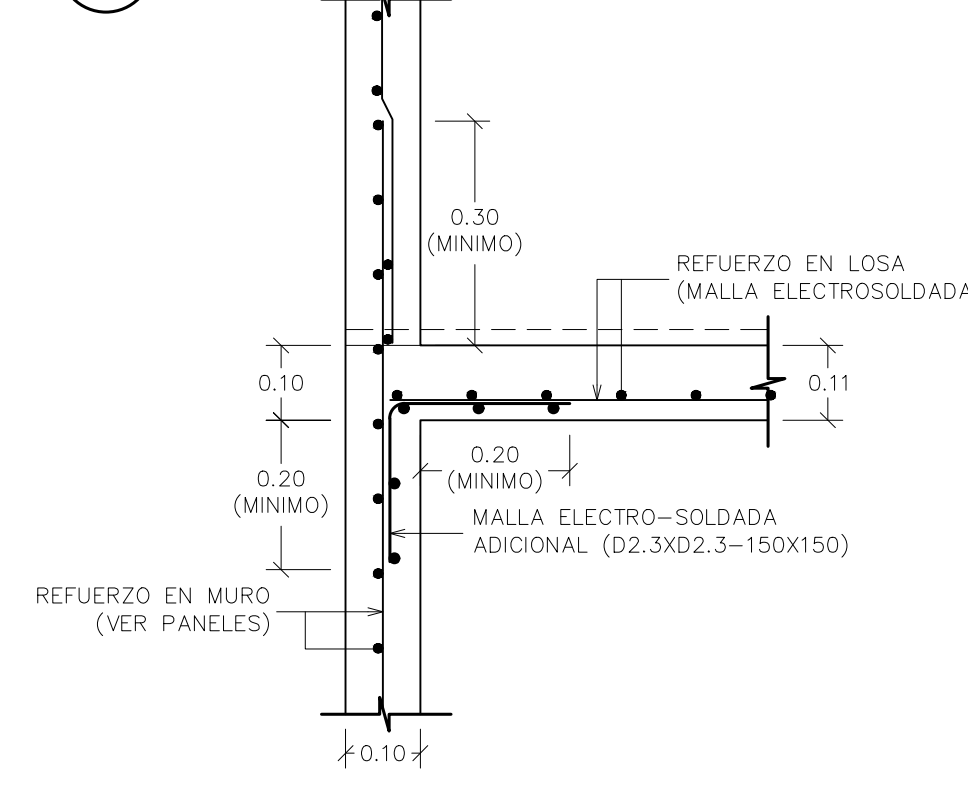 0.30
(MINIMO)
REFUERZO EN LOSA
(MALLA ELECTROSOLDADA
0.10
0.11
0.20
(MINIMO)
0.20
(MINIMO)
MALLA ELECTRO-SOLDADA
ADICIONAL (D2.3XD2.3-150X150)
REFUERZO EN MURO
(VER PANELES)
0.10